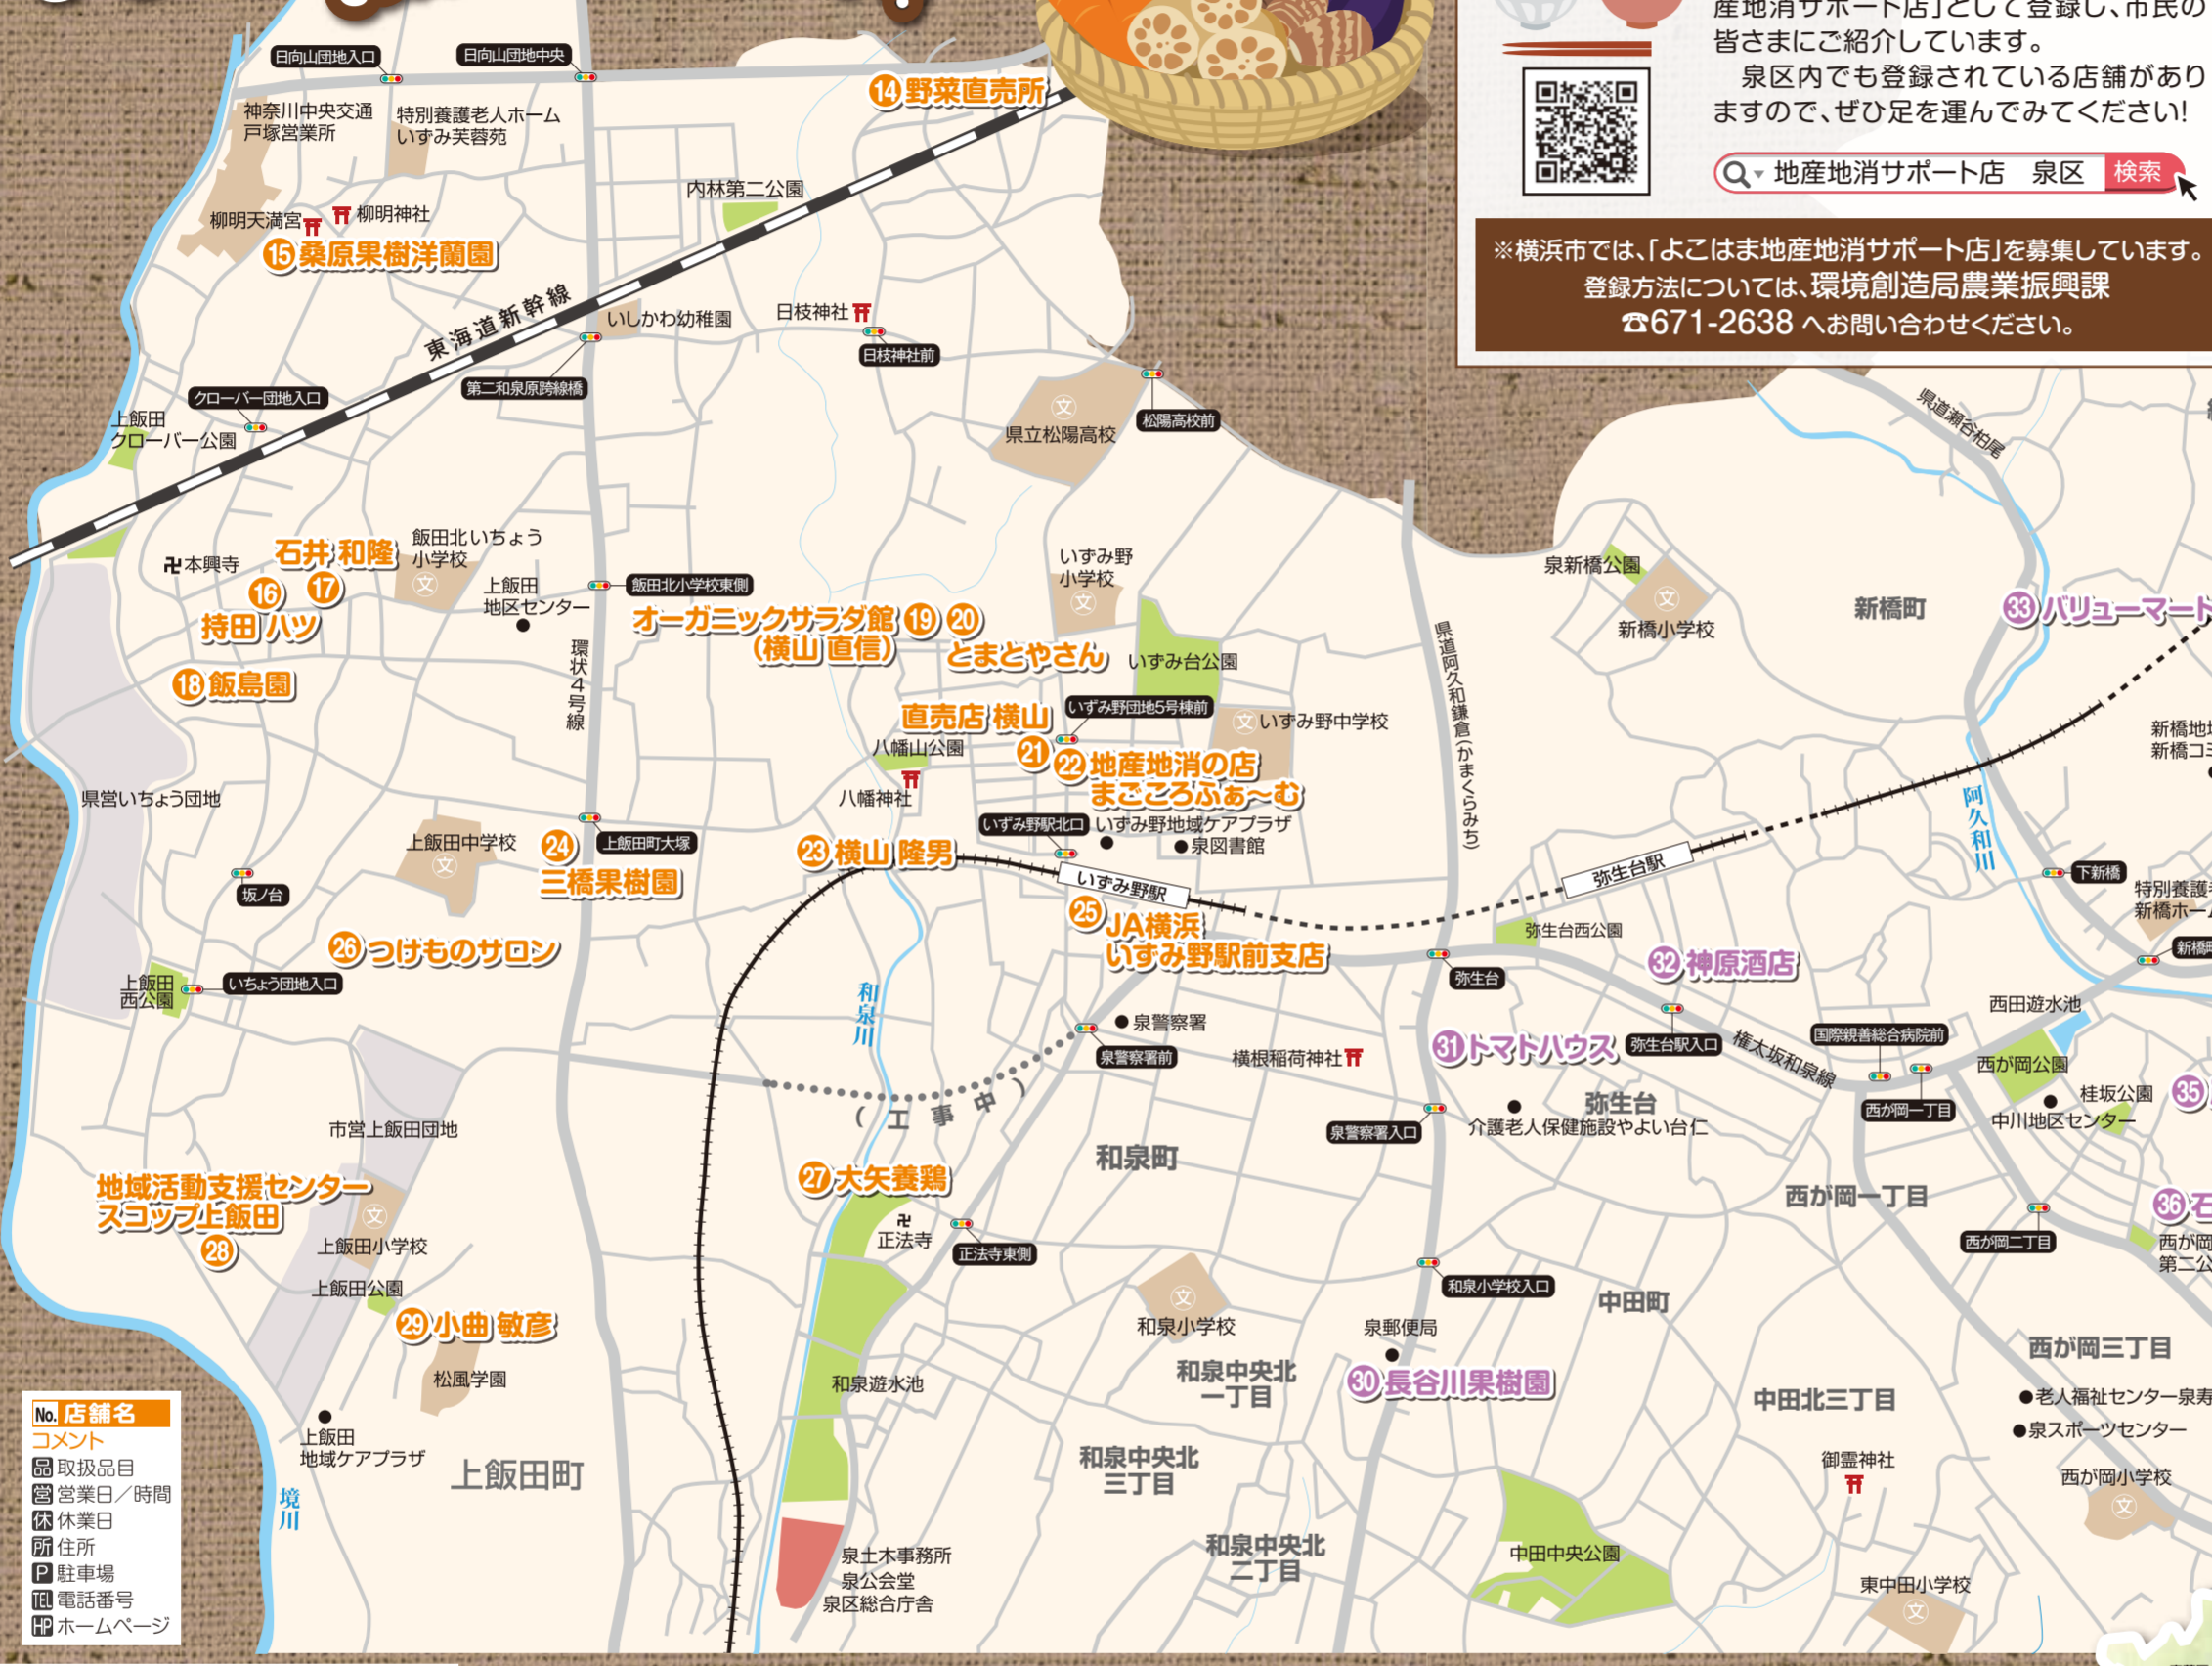 産地消サポート店」として登録し、市民の
皆さまにご紹介しています。
泉区内でも登録されている店舗があり
ますので、ぜひ足を運んでみてください!
地産地消サポート店 泉区 検索
※横浜市では、「よこはま地産地消サポート店」を募集しています。
登録方法については、環境創造局農業振興課
☎671-2638 へお問い合わせください。
日向山団地入口
日向山団地中央
⑭野菜直売所
神奈川中央交通
戸塚営業所
特別養護老人ホーム
いずみ芙蓉苑
内林第二公園
柳明天満宮
柳明神社
⑮桑原果樹洋蘭園
東海道新幹線
いしかわ幼稚園
日枝神社
日枝神社前
第二和泉原跨線橋
クローバー団地入口
上飯田
クローバー公園
県立松陽高校
松陽高校前
県道瀬谷柏尾
卍本興寺
石井 和隆
⑯
⑰
持田 ハツ
飯田北いちょう
小学校
文
上飯田
地区センター
飯田北小学校東側
いずみ野
小学校
文
泉新橋公園
文
新橋小学校
新橋町
㉝バリューマート
オーガニックサラダ館⑲
(横山 直信)
⑳
とまとやさん
いずみ台公園
⑱飯島園
環状4号線
県道阿久和鎌倉(かまくらみち)
直売店 横山
㉑
いずみ野団地5号棟前
文 いずみ野中学校
八幡山公園
八幡神社
㉒地産地消の店
まごころふぁ〜む
県営いちょう団地
上飯田中学校
文
㉔
三橋果樹園
上飯田町大塚
㉓横山 隆男
いずみ野駅北口
いずみ野地域ケアプラザ
泉図書館
いずみ野駅
弥生台駅
阿久和川
下新橋
坂ノ台
㉖つけものサロン
㉕JA横浜
いずみ野駅前支店
弥生台西公園
弥生台
㉜神原酒店
上飯田
西公園
いちょう団地入口
和泉川
泉警察署
泉警察署前
横根稲荷神社
㉛トマトハウス
弥生台駅入口
権太坂和泉線
国際親善総合病院前
西田遊水池
西が岡公園
桂坂公園
㉟
西が岡一丁目
中川地区センター
(工事中)
弥生台
介護老人保健施設やよい台仁
泉警察署入口
市営上飯田団地
和泉町
㉗大矢養鶏
西が岡一丁目
㊱石
地域活動支援センター
スコップ上飯田
㉘
文
上飯田小学校
上飯田公園
卍
正法寺
正法寺東側
西が岡二丁目
和泉小学校入口
中田町
㉙小曲 敏彦
松風学園
文
和泉小学校
泉郵便局
㉚長谷川果樹園
西が岡三丁目
和泉遊水池
和泉中央北
一丁目
中田北三丁目
老人福祉センター泉寿
泉スポーツセンター
上飯田
地域ケアプラザ
上飯田町
境川
和泉中央北
三丁目
御霊神社
西が岡小学校
文
和泉中央北
二丁目
中田中央公園
泉土木事務所
泉公会堂
泉区総合庁舎
東中田小学校
文
No. 店舗名
コメント
品 取扱品目
営 営業日／時間
休 休業日
所 住所
P 駐車場
TEL 電話番号
HP ホームページ